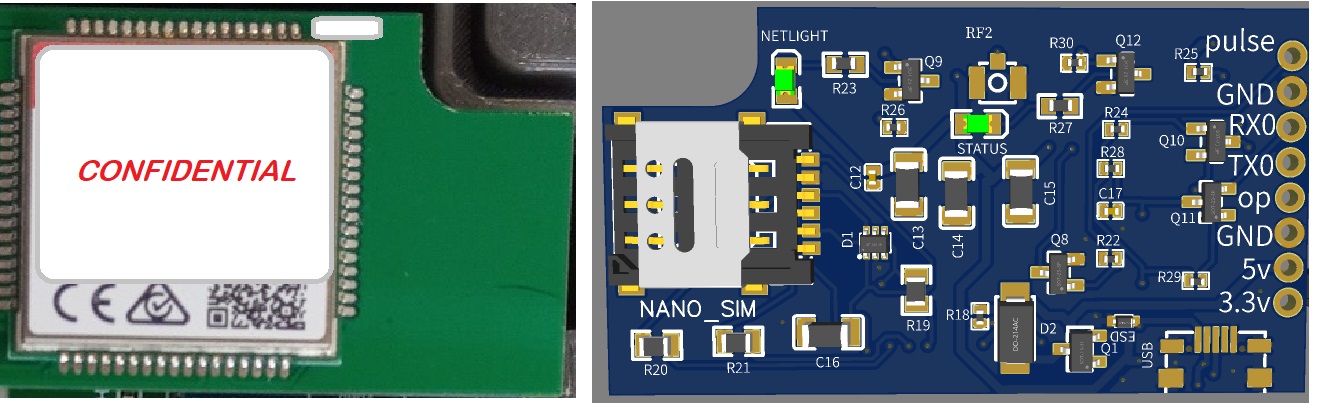 CONFIDENTIAL
CE
NETLIGHT
R23
Q9
RF2
R30
Q12
R25
pulse
GND
R26
STATUS
R27
R24
Q10
RX0
R28
TX0
C12
C13
C14
C15
C17
Q11
op
GND
D1
Q8
R22
5v
R29
3.3v
NANO_SIM
R19
R18
D2
DO-214AC
Q1
ESD
USB
R20
R21
C16